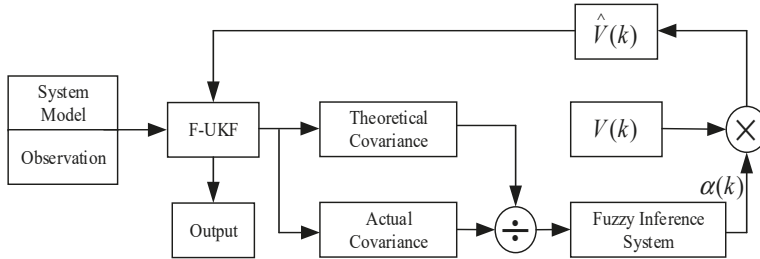 V̂(k)
System
Model
Observation
F-UKF
Theoretical
Covariance
V(k)
×
α(k)
Output
Actual
Covariance
÷
Fuzzy Inference
System